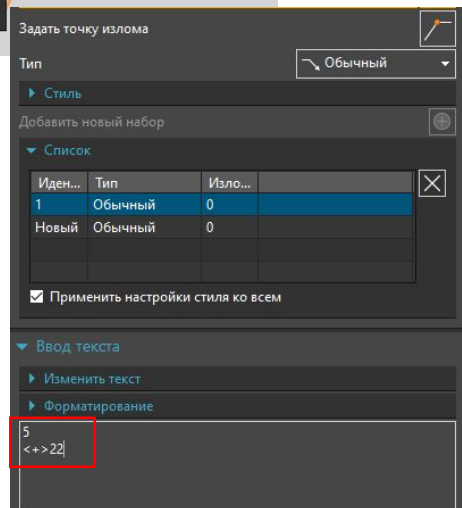 Задать точку излома
Тип
Обычный
Стиль
Добавить новый набор
Список
Иден... Тип Изло...
1 Обычный 0
Новый Обычный 0
Применить настройки стиля ко всем
Ввод текста
Изменить текст
Форматирование
5
<+>22